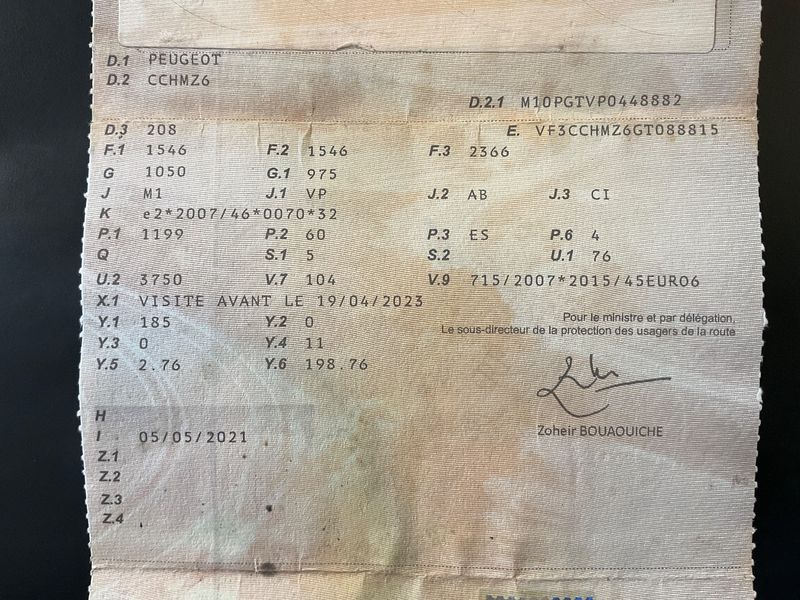 D.1 PEUGEOT
D.2 CCHMZ6
D.2.1 M10PGTVP0448882
D.3 208 E. VF3CCHMZ6GT088815
F.1 1546 F.2 1546 F.3 2366
G 1050 G.1 975
J M1 J.1 VP J.2 AB J.3 CI
K e2*2007/46*0070*32
P.1 1199 P.2 60 P.3 ES P.6 4
Q S.1 5 S.2 U.1 76
U.2 3750 V.7 104 V.9 715/2007*2015/45EURO6
X.1 VISITE AVANT LE 19/04/2023
Y.1 185 Y.2 0
Y.3 0 Y.4 11
Y.5 2.76 Y.6 198.76
Pour le ministre et par délégation,
Le sous-directeur de la protection des usagers de la route
Zoheir BOUAOUICHE
H
I 05/05/2021
Z.1
Z.2
Z.3
Z.4